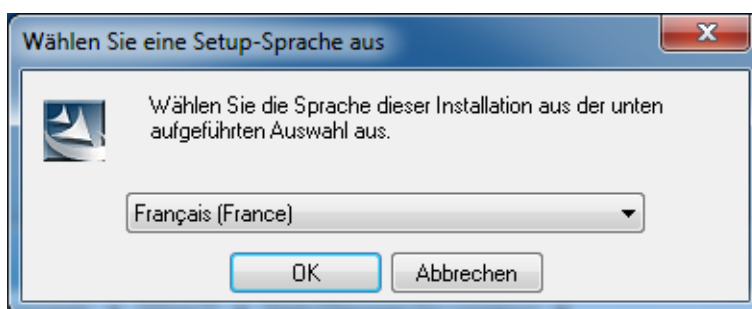 Wählen Sie eine Setup-Sprache aus
Wählen Sie die Sprache dieser Installation aus der unten
aufgeführten Auswahl aus.
Français (France)
OK
Abbrechen